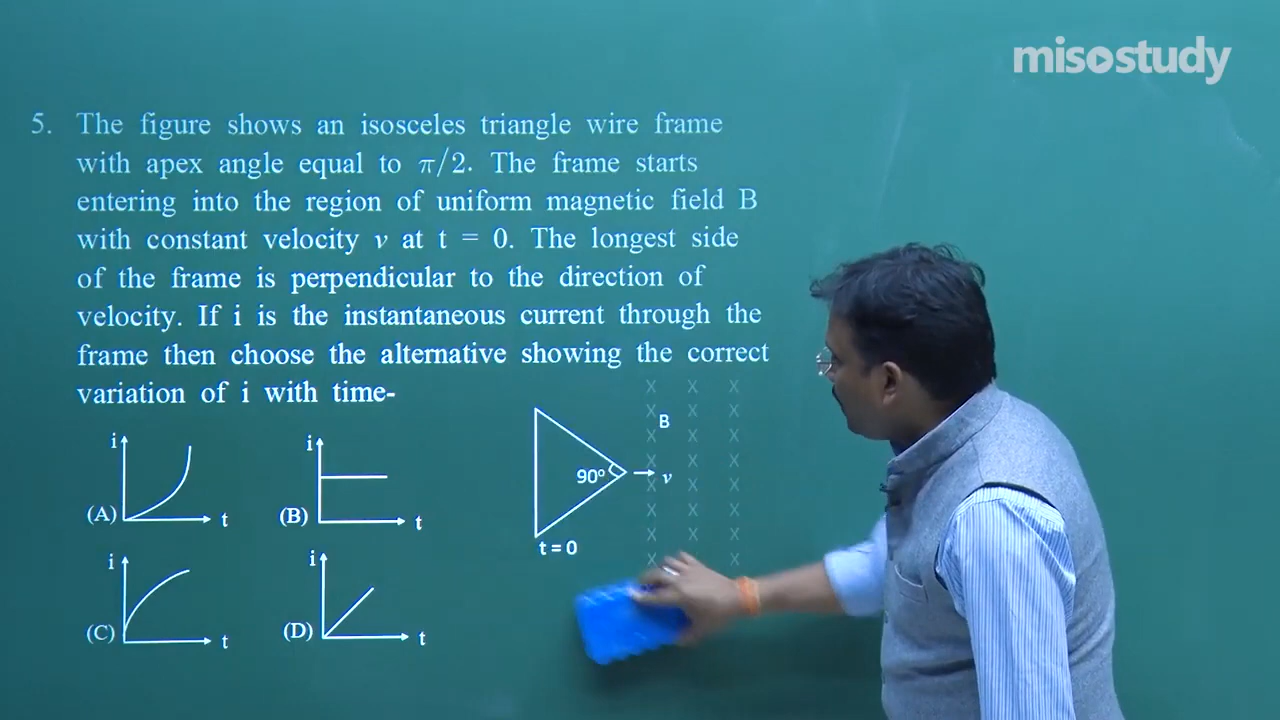 misostudy
5. The figure shows an isosceles triangle wire frame
with apex angle equal to π/2. The frame starts
entering into the region of uniform magnetic field B
with constant velocity v at t = 0. The longest side
of the frame is perpendicular to the direction of
velocity. If i is the instantaneous current through the
frame then choose the alternative showing the correct
variation of i with time-
x x x
x B x x
x x x
x x x
90° v x x x
x x x
x x x
t = 0 x x
i
(A) t
i
(B) t
i
(C) t
i
(D) t